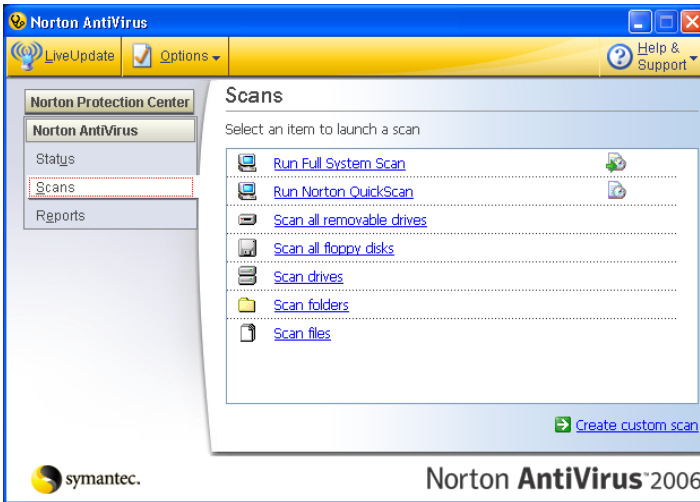 Norton AntiVirus
LiveUpdate Options Help & Support
Norton Protection Center
Norton AntiVirus
Status
Scans
Reports
Scans
Select an item to launch a scan
Run Full System Scan
Run Norton QuickScan
Scan all removable drives
Scan all floppy disks
Scan drives
Scan folders
Scan files
Create custom scan
symantec.
Norton AntiVirus 2006